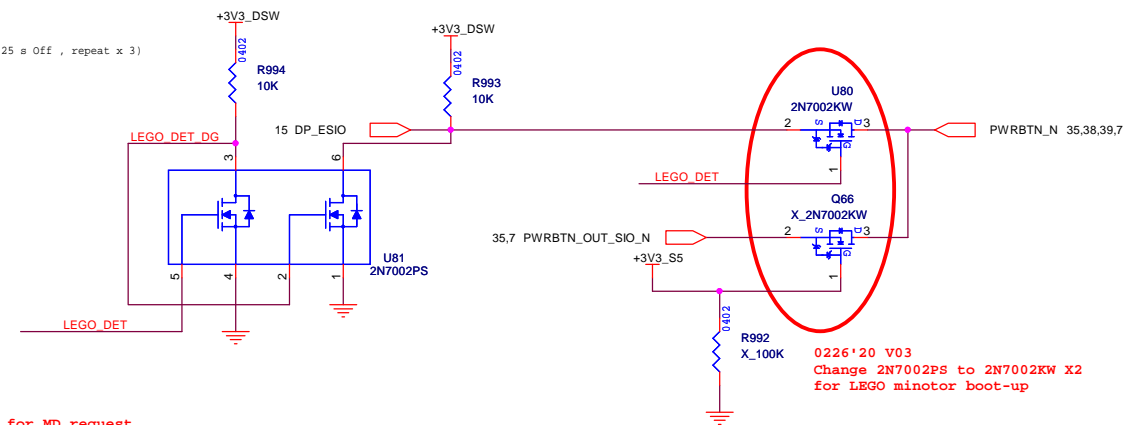 +3V3_DSW
+3V3_DSW
25 s Off , repeat x 3)
0402
0402
R994
10K
R993
10K
U80
2N7002KW
LEGO_DET_DG
15 DP_ESIO
2
S
D
3
PWRBTN_N 35,38,39,7
G
3
6
1
LEGO_DET
Q66
X_2N7002KW
35,7 PWRBTN_OUT_SIO_N
2
S
D
3
G
U81
2N7002PS
+3V3_S5
5
4
2
1
1
LEGO_DET
0402
R992
X_100K
0226'20 V03
Change 2N7002PS to 2N7002KW X2
for LEGO minotor boot-up
for MD request